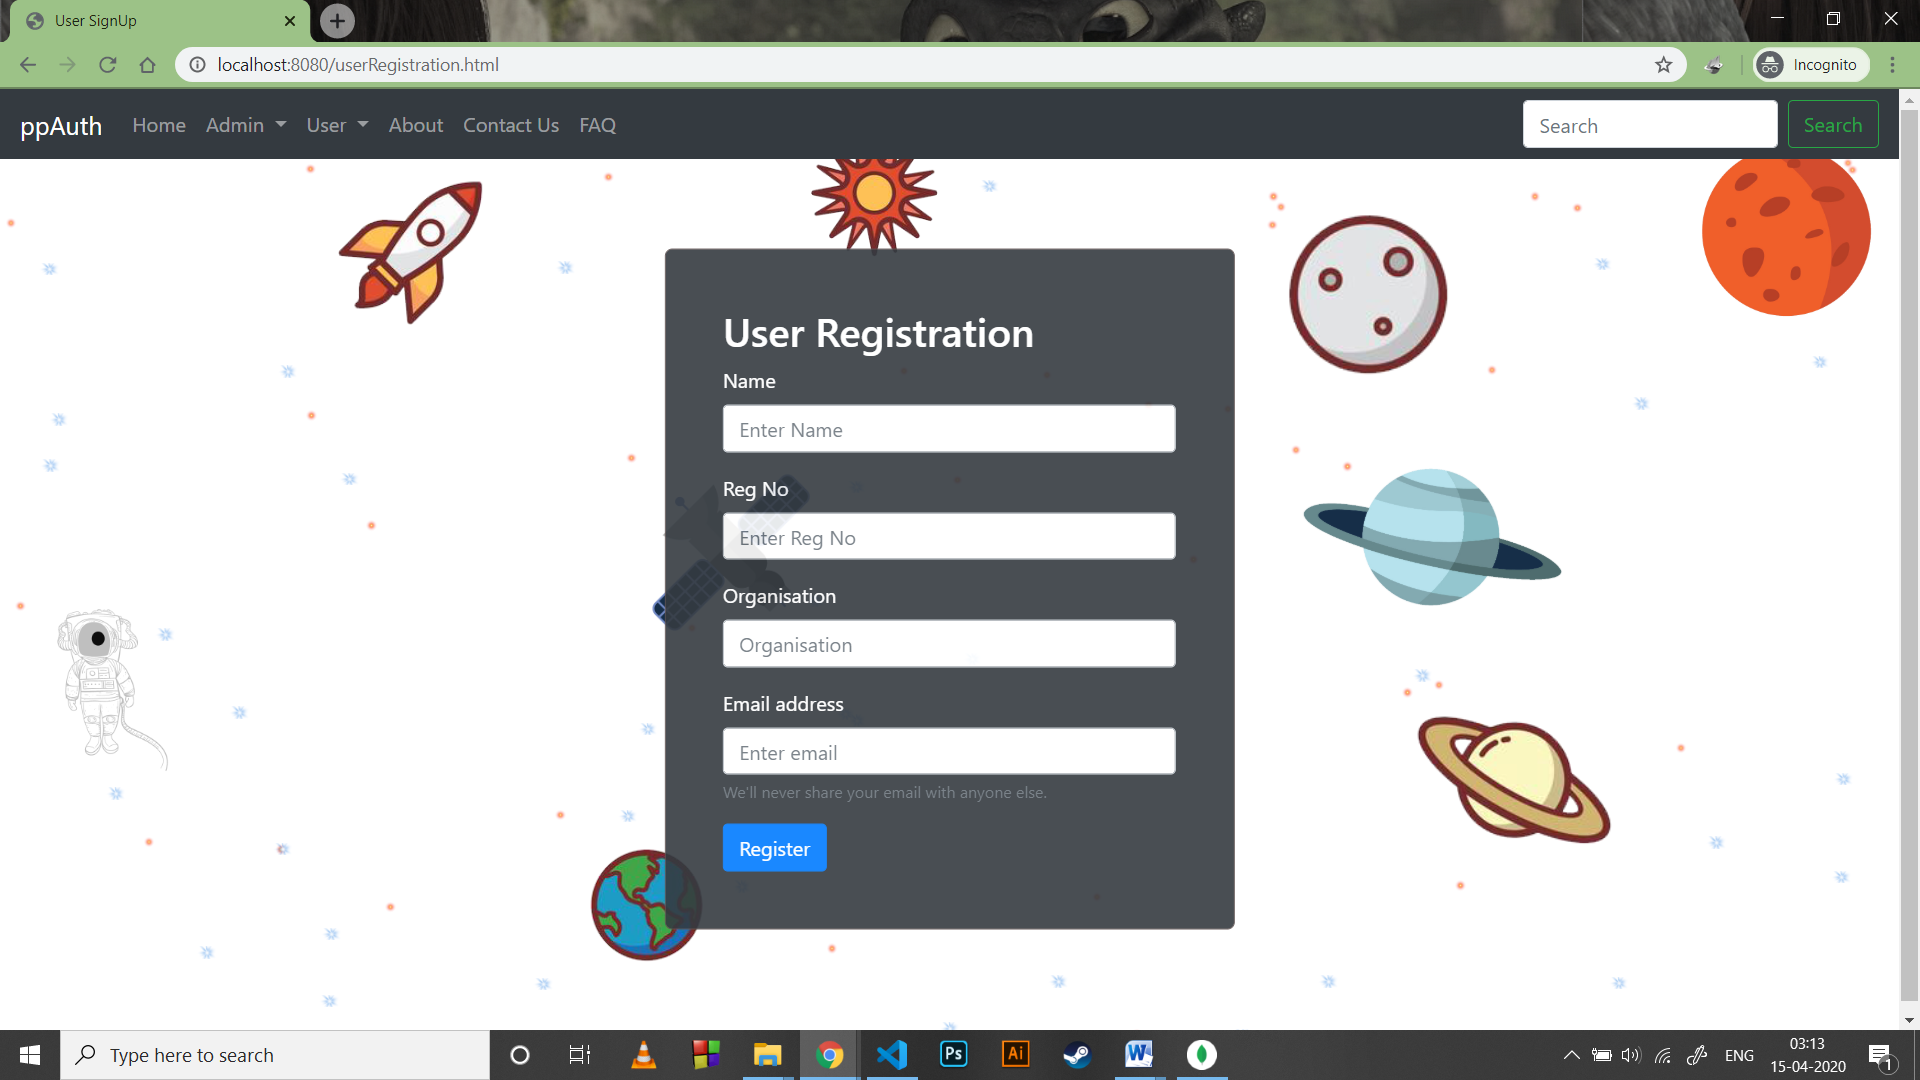 User SignUp
localhost:8080/userRegistration.html
Incognito
ppAuth Home Admin User About Contact Us FAQ Search Search
User Registration
Name
Enter Name
Reg No
Enter Reg No
Organisation
Organisation
Email address
Enter email
We'll never share your email with anyone else.
Register
Type here to search
Ps
Ai
W
ENG
03:13
15-04-2020
1